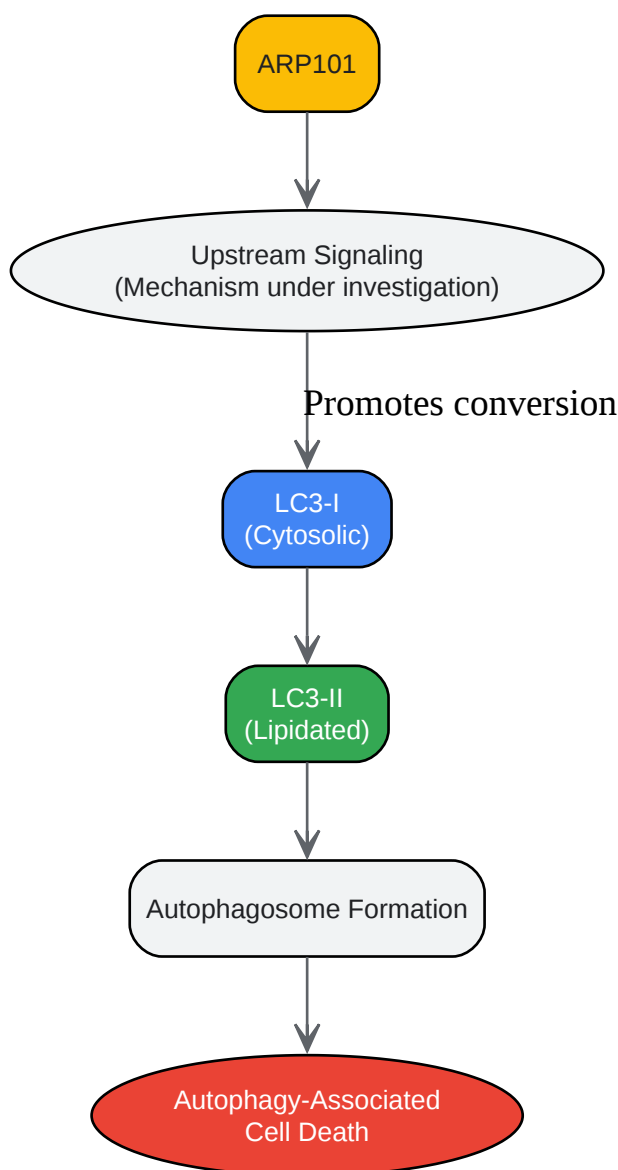 ARP101
Upstream Signaling
(Mechanism under investigation)
Promotes conversion
LC3-I
(Cytosolic)
LC3-II
(Lipidated)
Autophagosome Formation
Autophagy-Associated
Cell Death